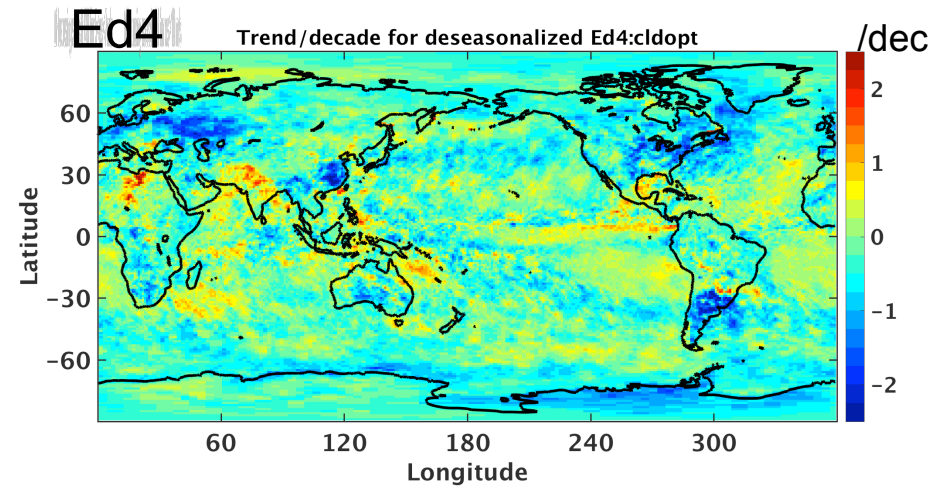 Ed4
Trend/decade for deseasonalized Ed4:cldopt
/dec
2
1
0
−1
−2
60
30
0
−30
−60
Latitude
60 120 180 240 300
Longitude